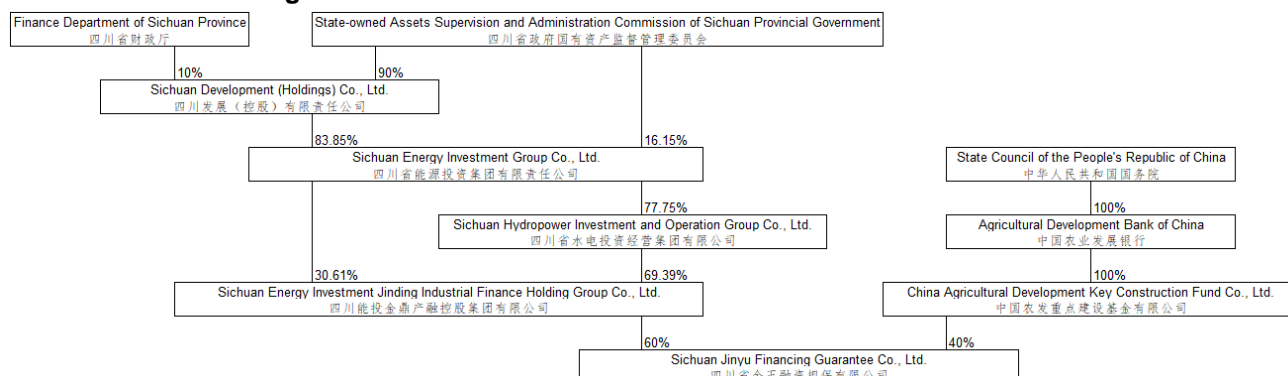 Finance Department of Sichuan Province
四川省财政厅
State-owned Assets Supervision and Administration Commission of Sichuan Provincial Government
四川省政府国有资产监督管理委员会
10%
90%
Sichuan Development (Holdings) Co., Ltd.
四川发展（控股）有限责任公司
83.85%
16.15%
Sichuan Energy Investment Group Co., Ltd.
四川省能源投资集团有限责任公司
State Council of the People's Republic of China
中华人民共和国国务院
77.75%
100%
Sichuan Hydropower Investment and Operation Group Co., Ltd.
四川省水电投资经营集团有限公司
Agricultural Development Bank of China
中国农业发展银行
30.61%
69.39%
100%
Sichuan Energy Investment Jinding Industrial Finance Holding Group Co., Ltd.
四川能投金鼎产融控股集团有限公司
China Agricultural Development Key Construction Fund Co., Ltd.
中国农发重点建设基金有限公司
60%
40%
Sichuan Jinyu Financing Guarantee Co., Ltd.